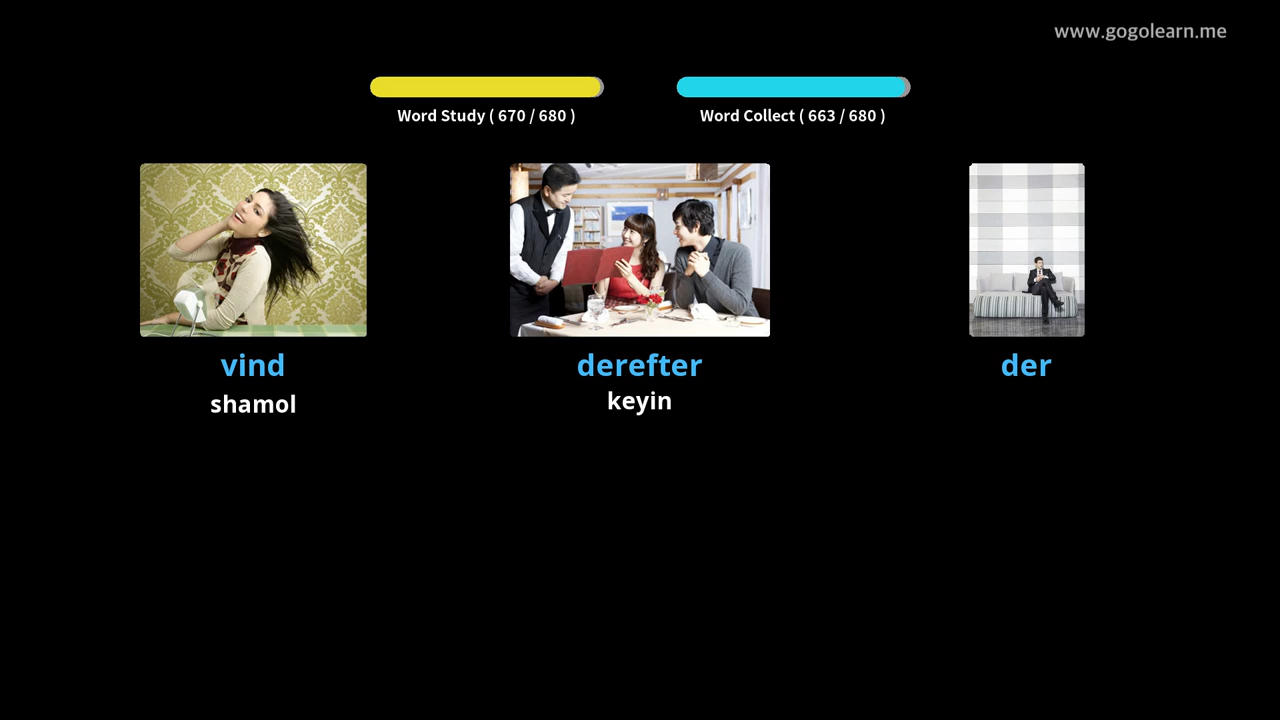 www.gogolearn.me
Word Study ( 670 / 680 )
Word Collect ( 663 / 680 )
vind
derefter
der
shamol
keyin